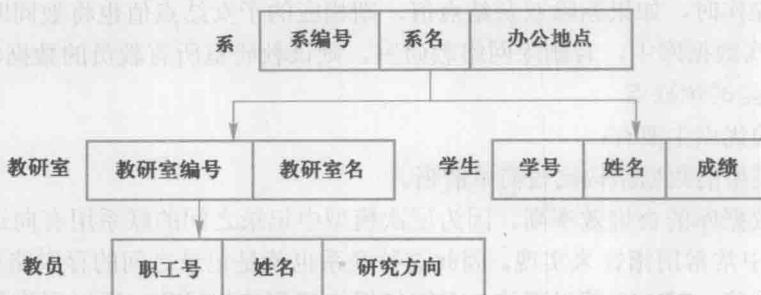 系 系编号 系名 办公地点
教研室 教研室编号 教研室名 学生 学号 姓名 成绩
教员 职工号 姓名 研究方向